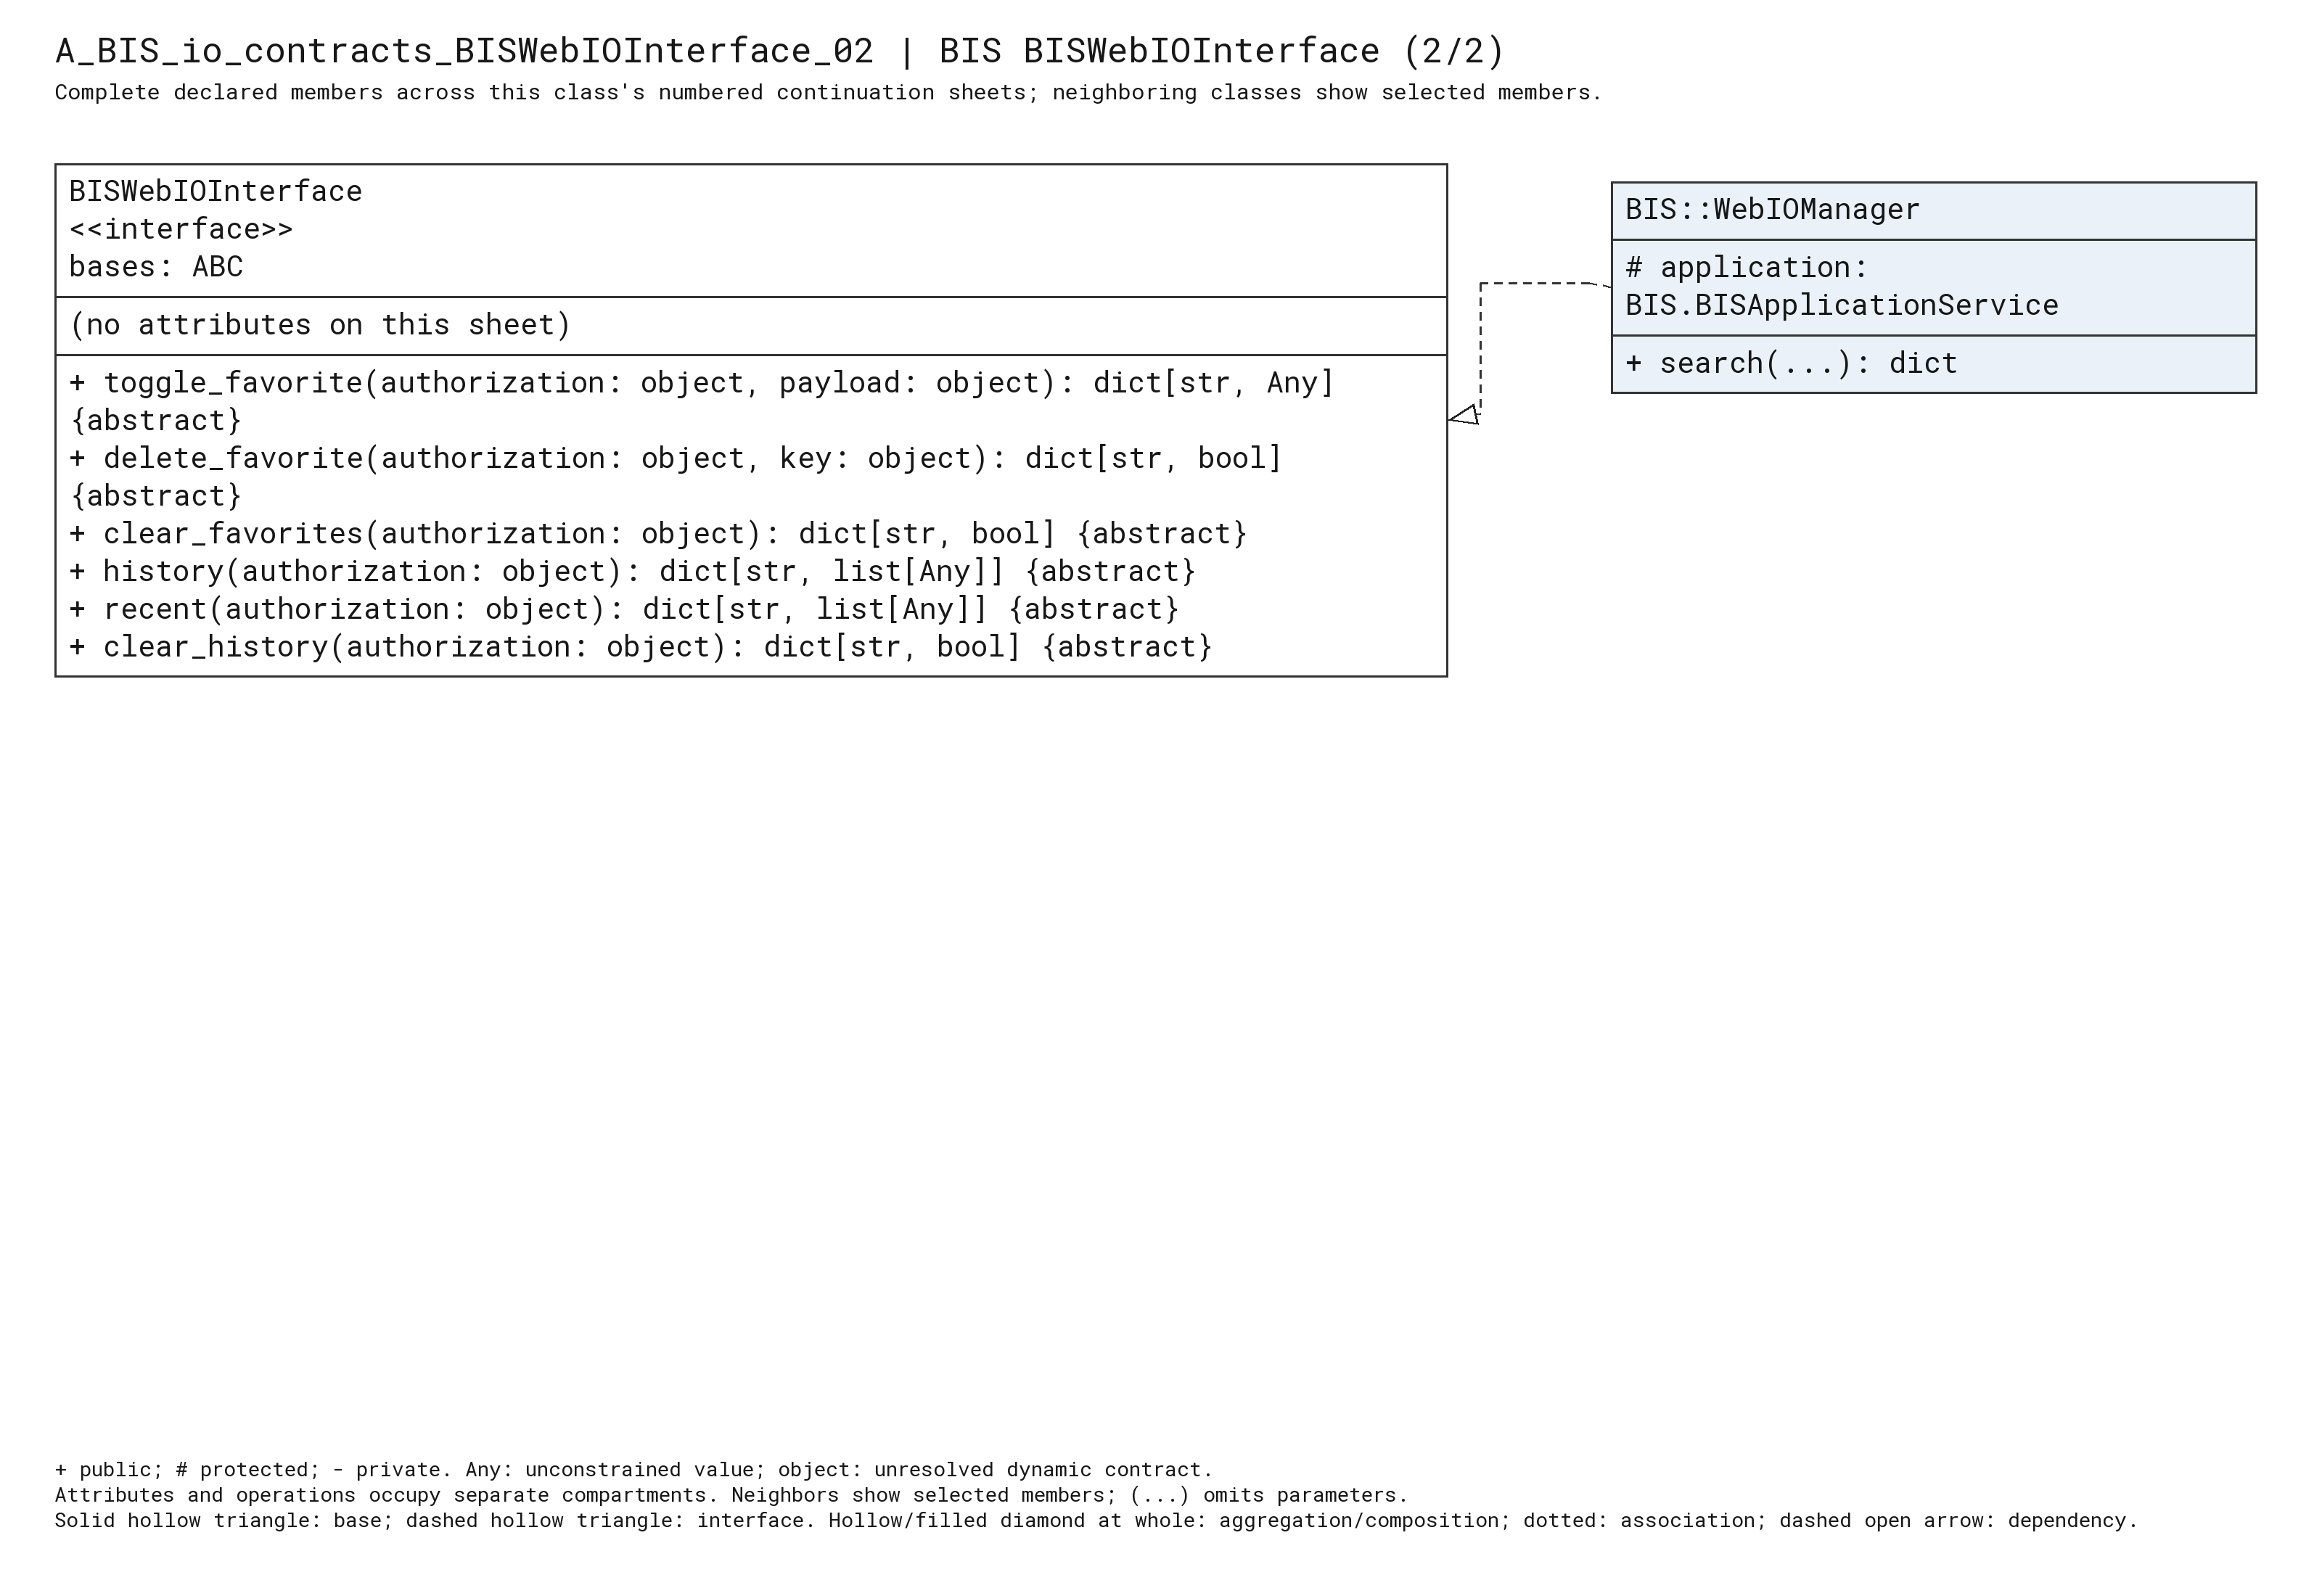 A_BIS_io_contracts_BISWebIOInterface_02 | BIS BISWebIOInterface (2/2)
Complete declared members across this class's numbered continuation sheets; neighboring classes show selected members.
BISWebIOInterface
<<interface>>
bases: ABC
(no attributes on this sheet)
+ toggle_favorite(authorization: object, payload: object): dict[str, Any]
{abstract}
+ delete_favorite(authorization: object, key: object): dict[str, bool]
{abstract}
+ clear_favorites(authorization: object): dict[str, bool] {abstract}
+ history(authorization: object): dict[str, list[Any]] {abstract}
+ recent(authorization: object): dict[str, list[Any]] {abstract}
+ clear_history(authorization: object): dict[str, bool] {abstract}
BIS::WebIOManager
# application:
BIS.BISApplicationService
+ search(...): dict
+ public; # protected; - private. Any: unconstrained value; object: unresolved dynamic contract.
Attributes and operations occupy separate compartments. Neighbors show selected members; (...) omits parameters.
Solid hollow triangle: base; dashed hollow triangle: interface. Hollow/filled diamond at whole: aggregation/composition; dotted: association; dashed open arrow: dependency.